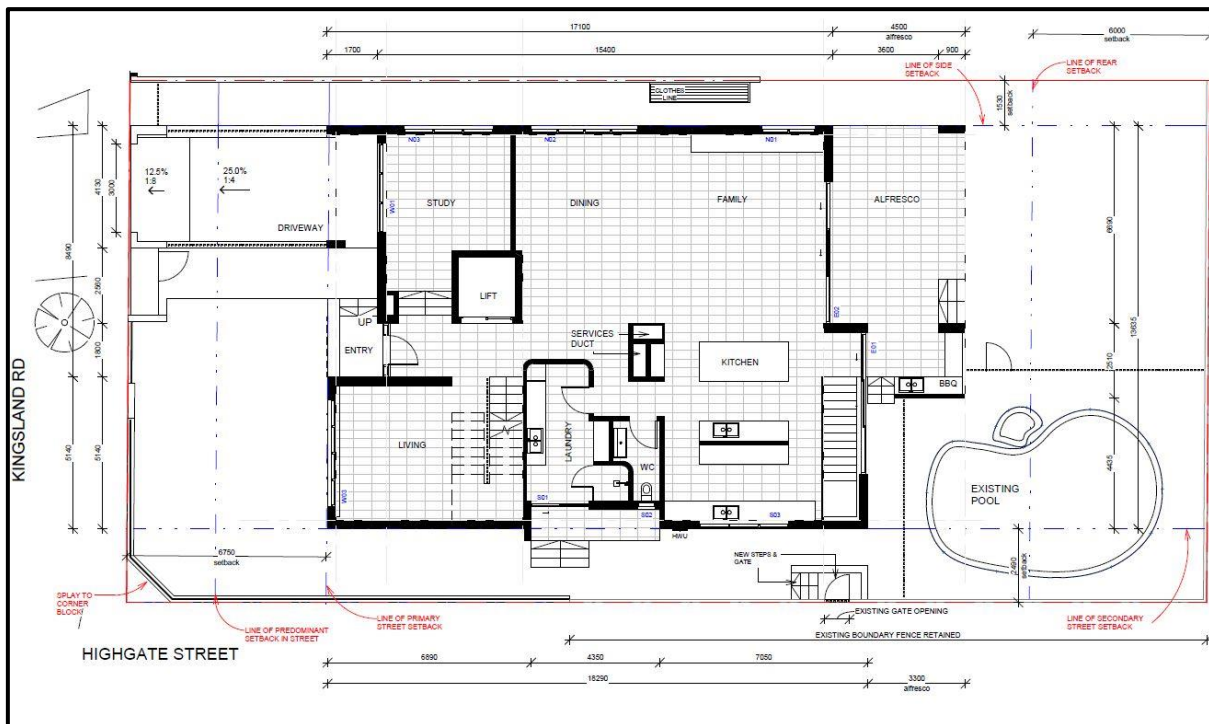 17100
4500
alfresco
6000
setback
1700
15400
3600
900
LINE OF SIDE
SETBACK
LINE OF REAR
SETBACK
CLOTHES
LINE
1530
setback
N03
N02
N01
12.5%
1:8
25.0%
1:4
4130
3000
W01
STUDY
DINING
FAMILY
ALFRESCO
DRIVEWAY
8490
2560
6690
13635
LIFT
E02
UP
ENTRY
SERVICES
DUCT
KITCHEN
E01
1800
2510
BBQ
KINGSLAND RD
5140
5140
LIVING
LAUNDRY
WC
4435
EXISTING
POOL
W03
S01
S02
S03
HWU
6750
setback
NEW STEPS &
GATE
2490
setback
SPLAY TO
CORNER
BLOCK
LINE OF PREDOMINANT
SETBACK IN STREET
LINE OF PRIMARY
STREET SETBACK
EXISTING GATE OPENING
LINE OF SECONDARY
STREET SETBACK
EXISTING BOUNDARY FENCE RETAINED
HIGHGATE STREET
6890
4350
7050
18290
3300
alfresco